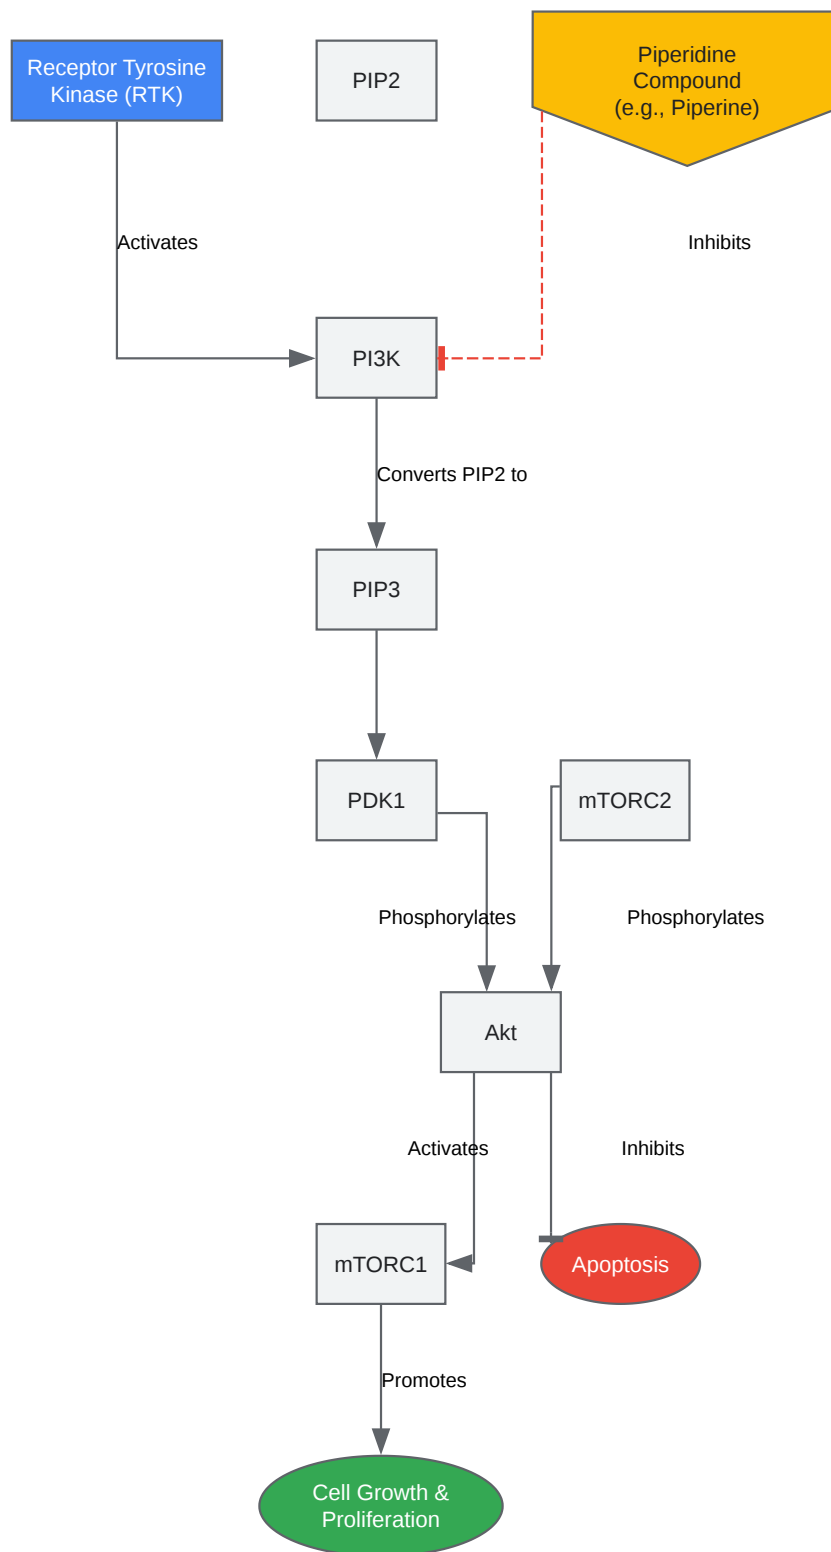 Receptor Tyrosine
Kinase (RTK)
PIP2
Piperidine
Compound
(e.g., Piperine)
Activates
Inhibits
PI3K
Converts PIP2 to
PIP3
PDK1
mTORC2
Phosphorylates
Phosphorylates
Akt
Activates
Inhibits
mTORC1
Apoptosis
Promotes
Cell Growth &
Proliferation